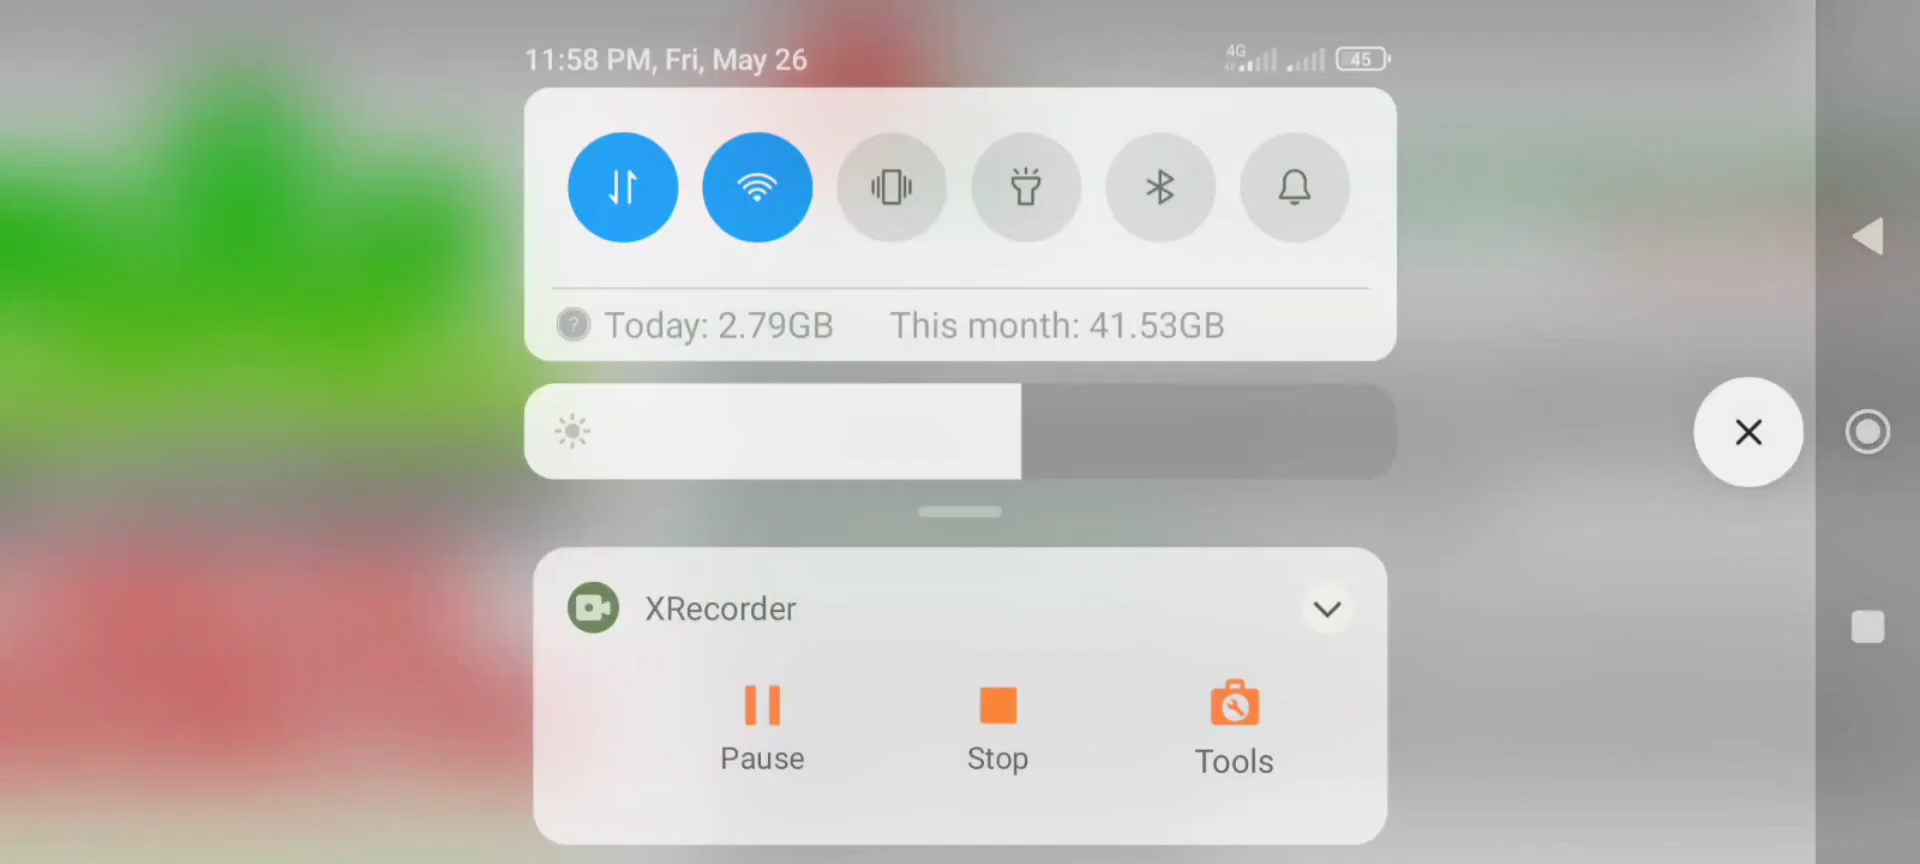 11:58 PM, Fri, May 26
4G
45
Today: 2.79GB This month: 41.53GB
XRecorder
Pause Stop Tools